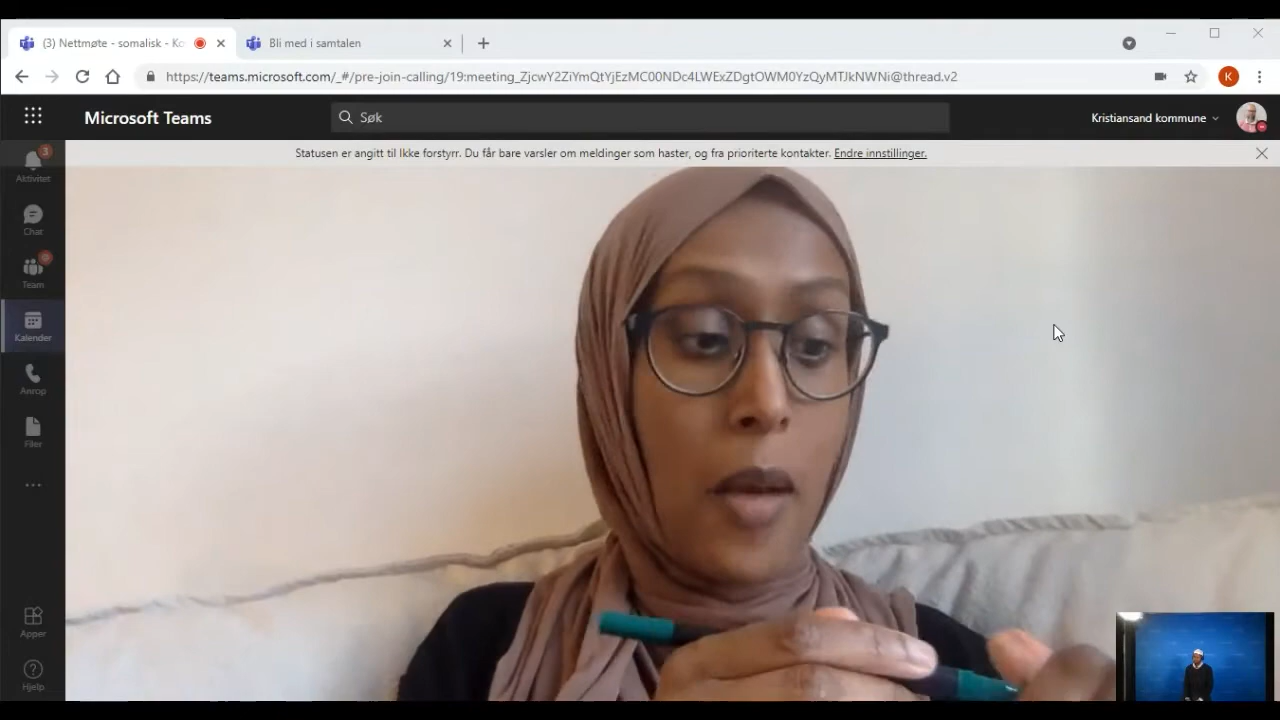 (3) Nettmøte - somalisk - Ko
Bli med i samtalen
https://teams.microsoft.com/_#/pre-join-calling/19:meeting_ZjcwY2ZiYmQtYjEzMC00NDc4LWExZDgtOWM0YzQyMTJkNWNi@thread.v2
K
Microsoft Teams
Søk
Kristiansand kommune
Statusen er angitt til Ikke forstyrr. Du får bare varsler om meldinger som haster, og fra prioriterte kontakter. Endre innstillinger.
3
Aktivitet
Chat
Team
Kalender
Anrop
Filer
Apper
Hjelp